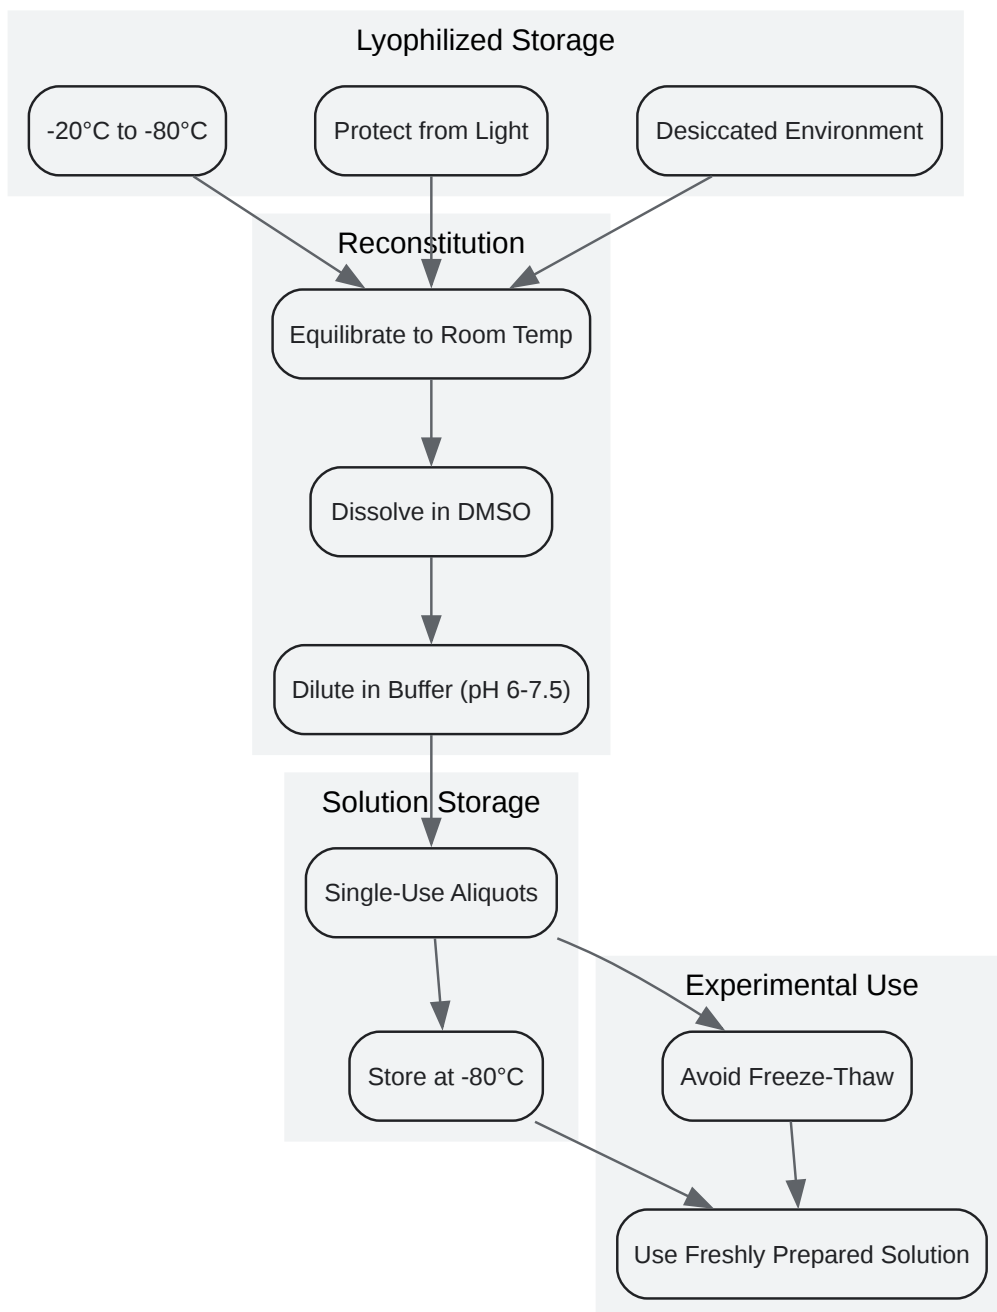 Lyophilized Storage
-20°C to -80°C
Protect from Light
Desiccated Environment
Reconstitution
Equilibrate to Room Temp
Dissolve in DMSO
Dilute in Buffer (pH 6-7.5)
Solution Storage
Single-Use Aliquots
Experimental Use
Store at -80°C
Avoid Freeze-Thaw
Use Freshly Prepared Solution